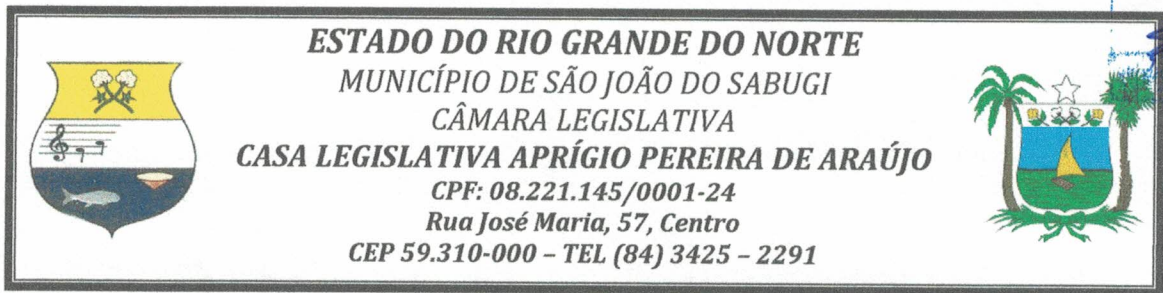 ESTADO DO RIO GRANDE DO NORTE
MUNICÍPIO DE SÃO JOÃO DO SABUGI
CÂMARA LEGISLATIVA
CASA LEGISLATIVA APRÍGIO PEREIRA DE ARAÚJO
CPF: 08.221.145/0001-24
Rua José Maria, 57, Centro
CEP 59.310-000 – TEL (84) 3425 – 2291